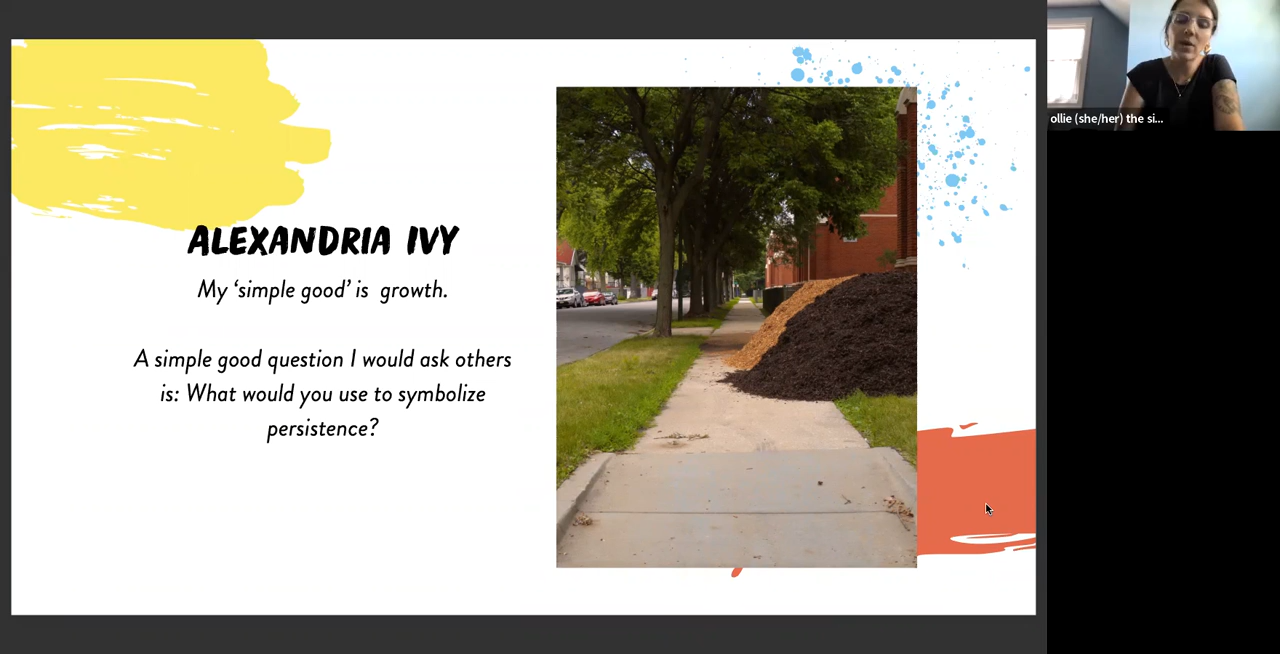 ALEXANDRIA IVY
My ‘simple good’ is growth.
A simple good question I would ask others
is: What would you use to symbolize
persistence?
ollie (she/her) the si...